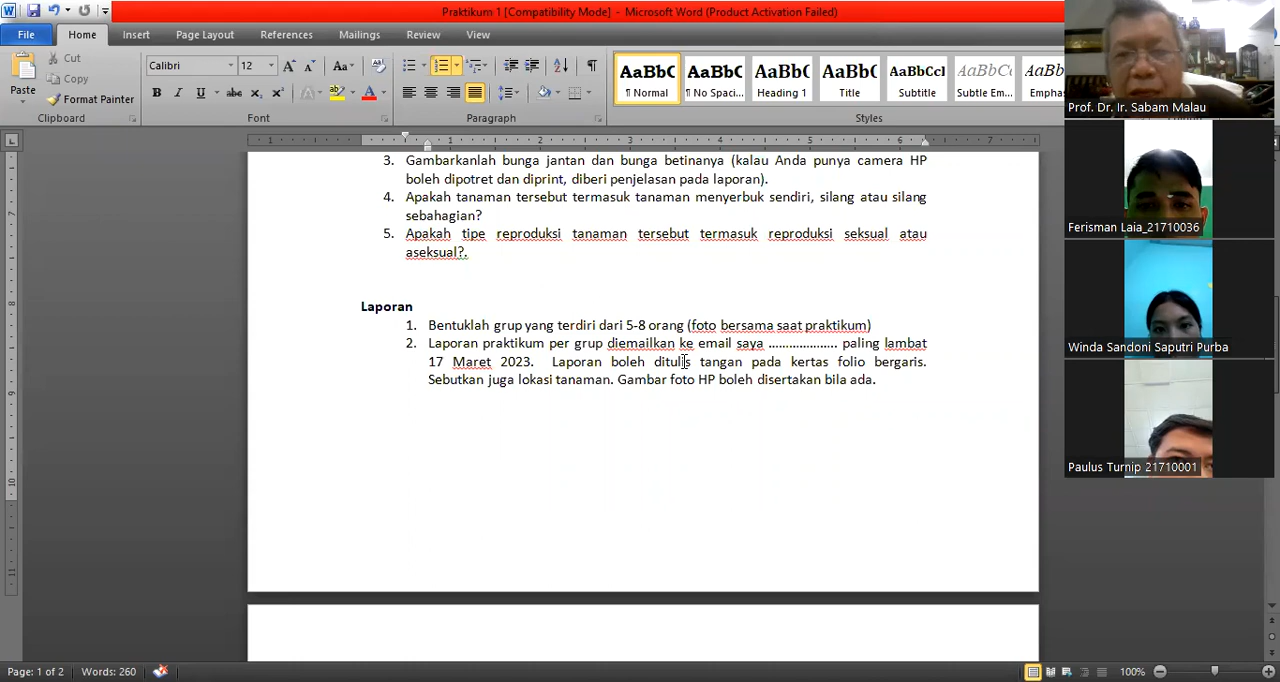 Praktikum 1 [Compatibility Mode] - Microsoft Word (Product Activation Failed)
File Home Insert Page Layout References Mailings Review View
Cut
Copy
Format Painter
Paste
Calibri 12
AaBbC AaBbC AaBbC AaBbC AaBbCcI AaBbCc AaBb
¶ Normal ¶ No Spaci... Heading 1 Title Subtitle Subtle Em... Emphas
Clipboard Font Paragraph Styles
1 1 2 3 4 5 6 7
3. Gambarkanlah bunga jantan dan bunga betinanya (kalau Anda punya camera HP
boleh dipotret dan diprint, diberi penjelasan pada laporan).
4. Apakah tanaman tersebut termasuk tanaman menyerbuk sendiri, silang atau silang
sebahagian?
5. Apakah tipe reproduksi tanaman tersebut termasuk reproduksi seksual atau
aseksual?.
Laporan
1. Bentuklah grup yang terdiri dari 5-8 orang (foto bersama saat praktikum)
2. Laporan praktikum per grup diemailkan ke email saya .................... paling lambat
17 Maret 2023. Laporan boleh ditulis tangan pada kertas folio bergaris.
Sebutkan juga lokasi tanaman. Gambar foto HP boleh disertakan bila ada.
Page: 1 of 2 Words: 260 100%
Prof. Dr. Ir. Sabam Malau
Ferisman Laia_21710036
Winda Sandoni Saputri Purba
Paulus Turnip 21710001